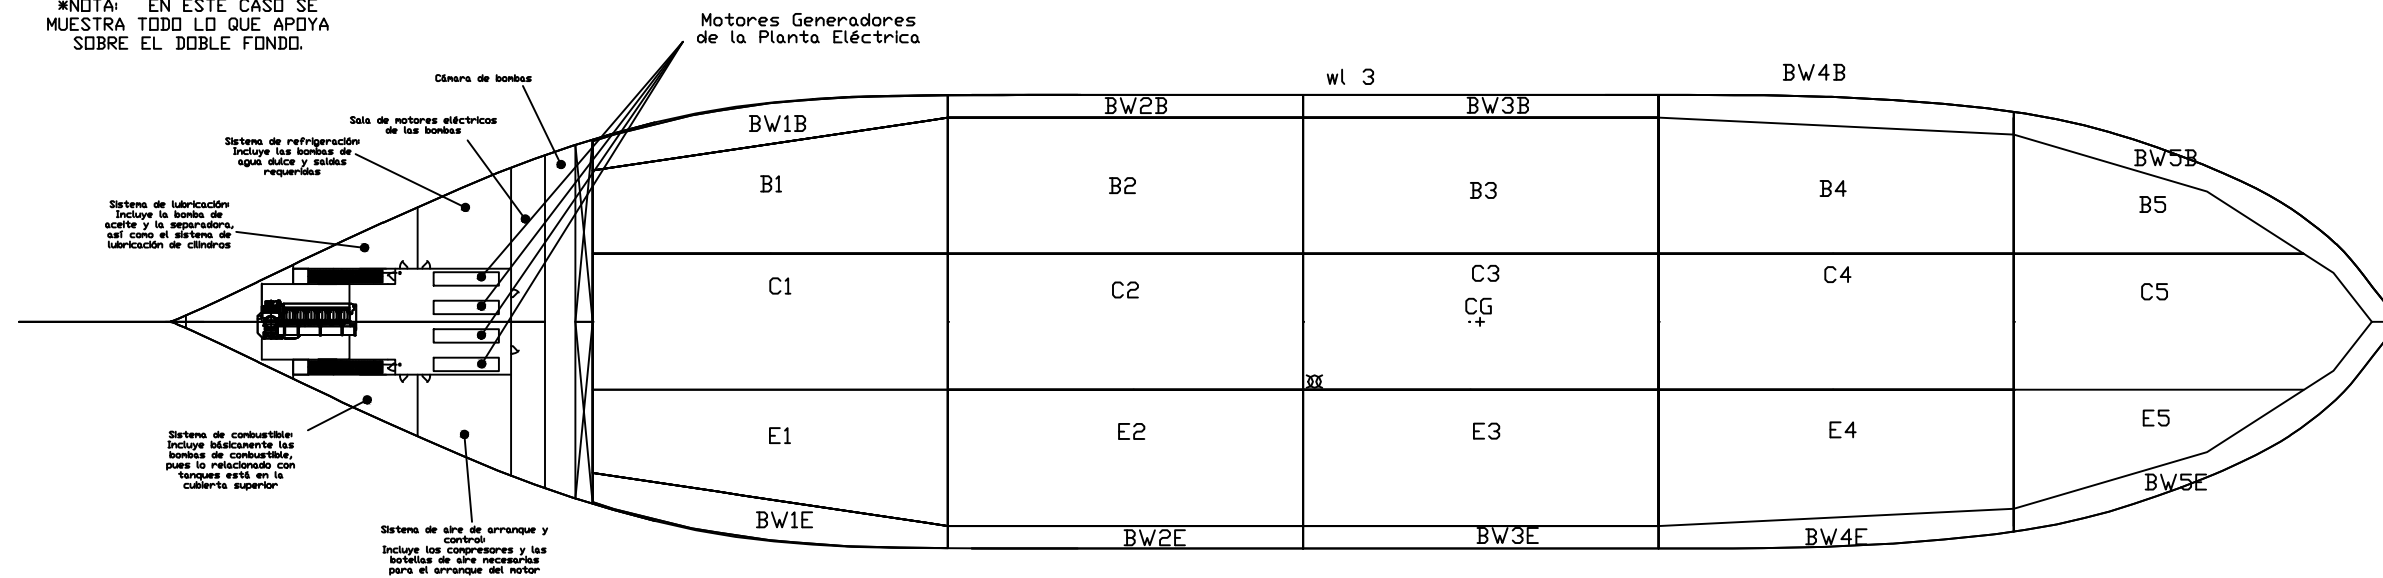 *NOTA: EN ESTE CASO SE
MUESTRA TODO LO QUE APOYA
SOBRE EL DOBLE FONDO.
Motores Generadores
de la Planta Eléctrica
Cámara de bombas
Sala de motores eléctricos
de las bombas
Sistema de refrigeración:
Incluye las bombas de
agua dulce y saldas
requeridas
Sistema de lubricación:
Incluye la bomba de
aceite y la separadora,
así como el sistema de
lubricación de cilindros
Sistema de combustible:
Incluye básicamente las
bombas de combustible,
pues lo relacionado con
tanques está en la
cubierta superior
Sistema de aire de arranque y
control:
Incluye los compresores y las
botellas de aire necesarias
para el arranque del motor
wl 3
BW4B
BW1B
BW2B
BW3B
BW5B
B1
B2
B3
B4
B5
C1
C2
C3
C4
C5
CG
E1
E2
E3
E4
E5
BW1E
BW2E
BW3E
BW4E
BW5E